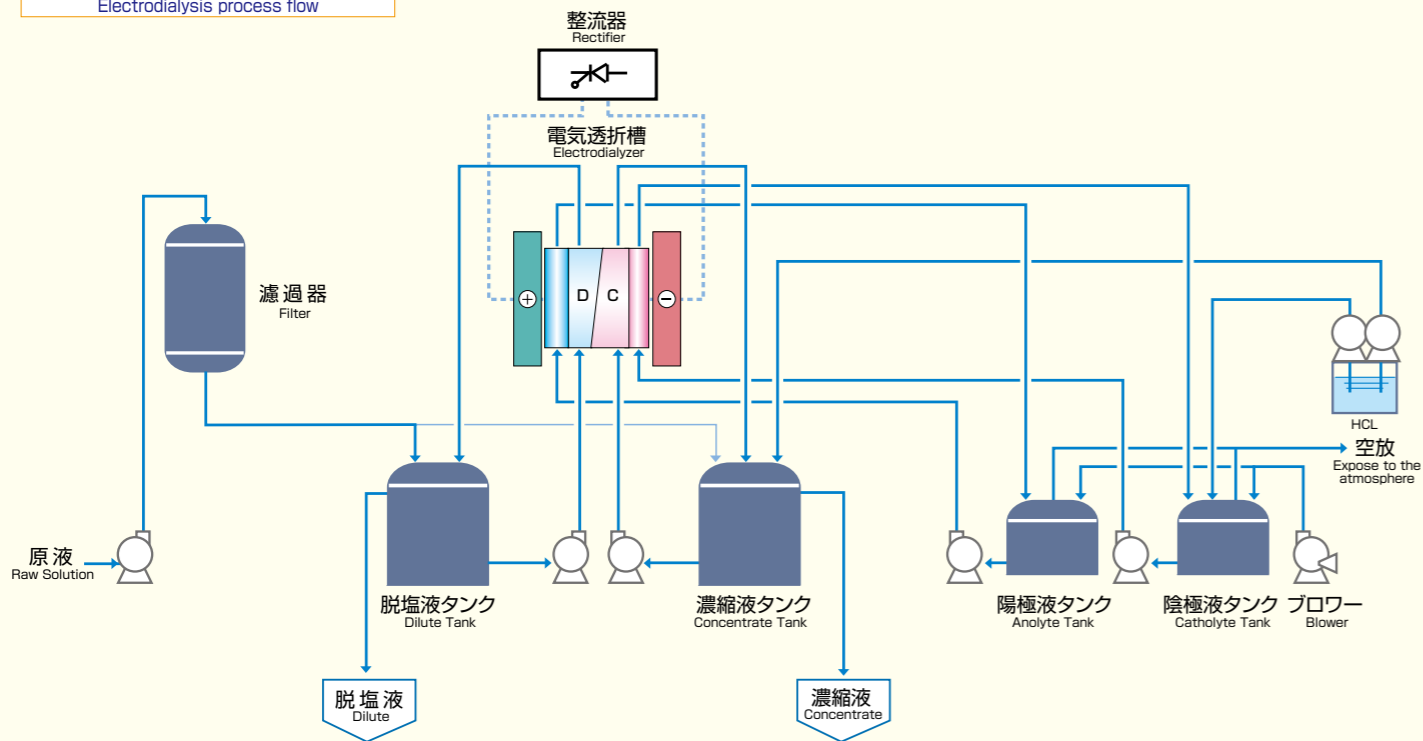 Electrodialysis process flow
整流器
Rectifier
電気透折槽
Electrodialyzer
濾過器
Filter
+
D
C
−
HCL
空放
Expose to the
atmosphere
原液
Raw Solution
脱塩液タンク
Dilute Tank
濃縮液タンク
Concentrate Tank
陽極液タンク
Anolyte Tank
陰極液タンク
Catholyte Tank
ブロワー
Blower
脱塩液
Dilute
濃縮液
Concentrate